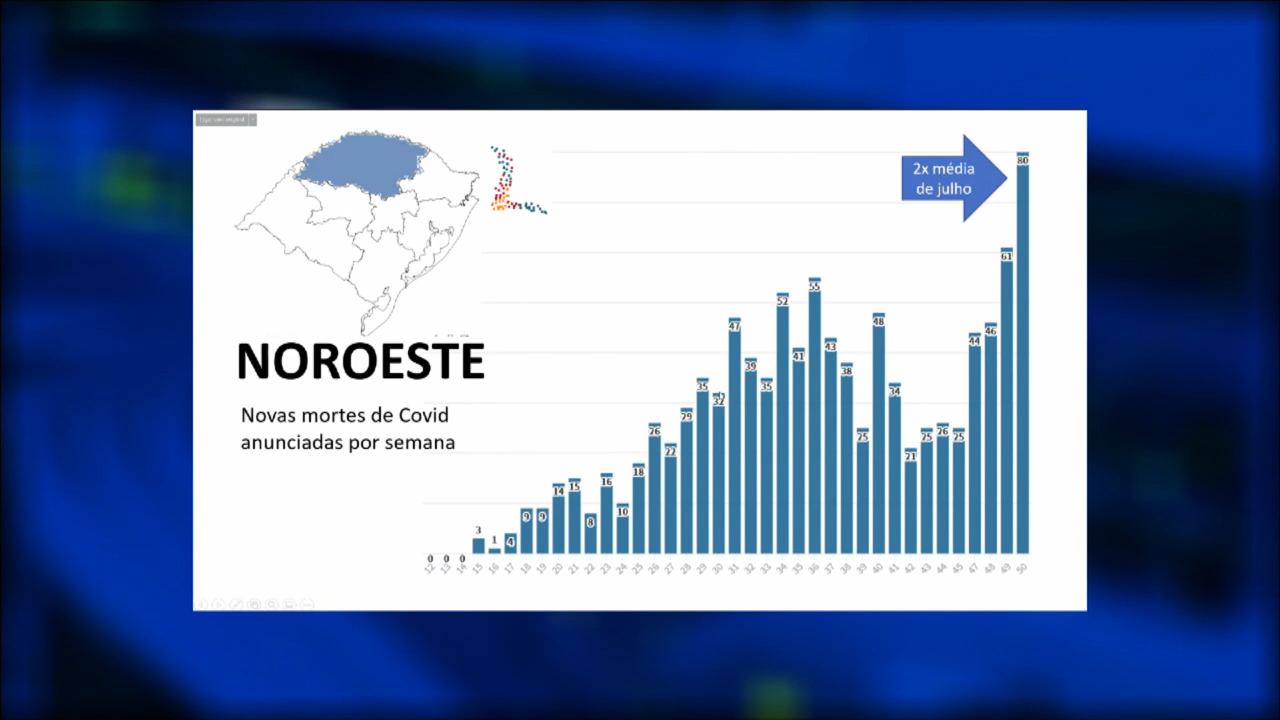 2x média
de julho
NOROESTE
Novas mortes de Covid
anunciadas por semana
0 0 0 3 1 4 9 9 14 15 8 16 10 18 26 22 29 35 32 47 39 35 52 41 55 43 38 25 48 34 21 25 26 25 44 46 61 80
12 13 14 15 16 17 18 19 20 21 22 23 24 25 26 27 28 29 30 31 32 33 34 35 36 37 38 39 40 41 42 43 44 45 47 48 49 50